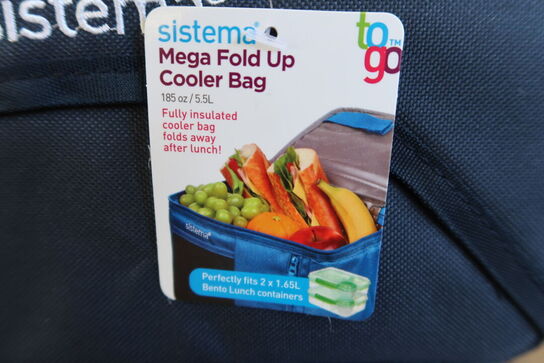 sistema
sistema®
to
go™
Mega Fold Up
Cooler Bag
185 oz / 5.5L
Fully insulated
cooler bag
folds away
after lunch!
sistema®
Perfectly fits 2 x 1.65L
Bento Lunch containers